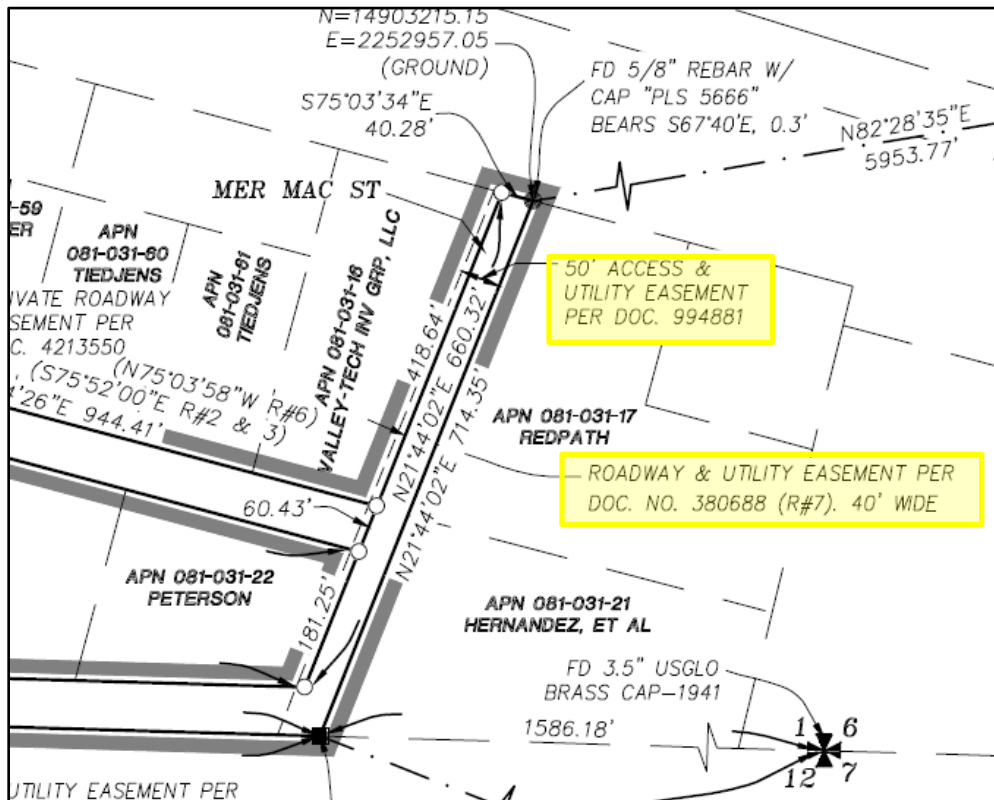 N=14903215.15
E=2252957.05
(GROUND)
S75°03'34"E
40.28'
FD 5/8" REBAR W/
CAP "PLS 5666"
BEARS S67°40'E, 0.3'
N82°28'35"E
5953.77'
MER MAC ST
-59
ER
APN
081-031-60
TIEDJENS
APN
081-031-61
TIEDJENS
APN 081-031-16
VALLEY-TECH INV GRP, LLC
50' ACCESS &
UTILITY EASEMENT
PER DOC. 994881
IVATE ROADWAY
SEMENT PER
C. 4213550
(N75°03'58"W R#6)
(S75°52'00"E R#2 & 3)
'26"E 944.41'
418.64'
N21°44'02"E 660.32'
N21°44'02"E 714.35'
APN 081-031-17
REDPATH
ROADWAY & UTILITY EASEMENT PER
DOC. NO. 380688 (R#7). 40' WIDE
60.43'
APN 081-031-22
PETERSON
181.25'
APN 081-031-21
HERNANDEZ, ET AL
FD 3.5" USGLO
BRASS CAP-1941
1586.18'
1 6
12 7
UTILITY EASEMENT PER